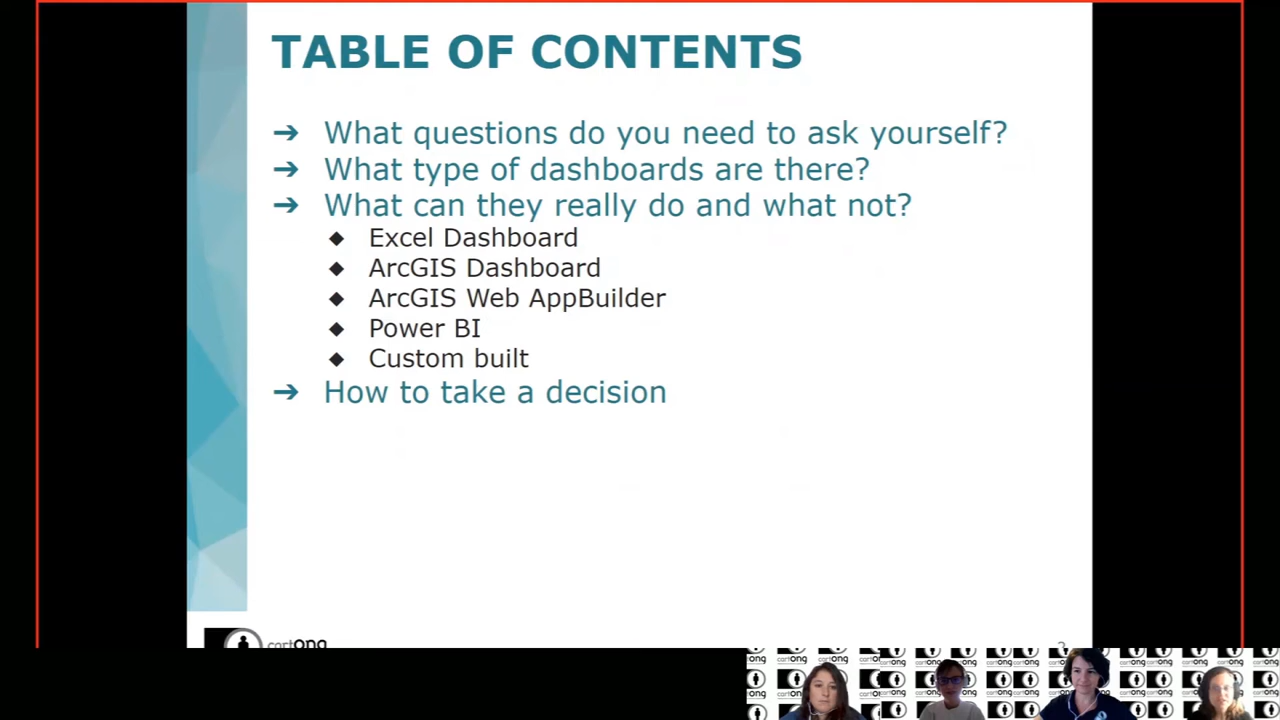 TABLE OF CONTENTS
➔ What questions do you need to ask yourself?
➔ What type of dashboards are there?
➔ What can they really do and what not?
◆ Excel Dashboard
◆ ArcGIS Dashboard
◆ ArcGIS Web AppBuilder
◆ Power BI
◆ Custom built
➔ How to take a decision
cartong